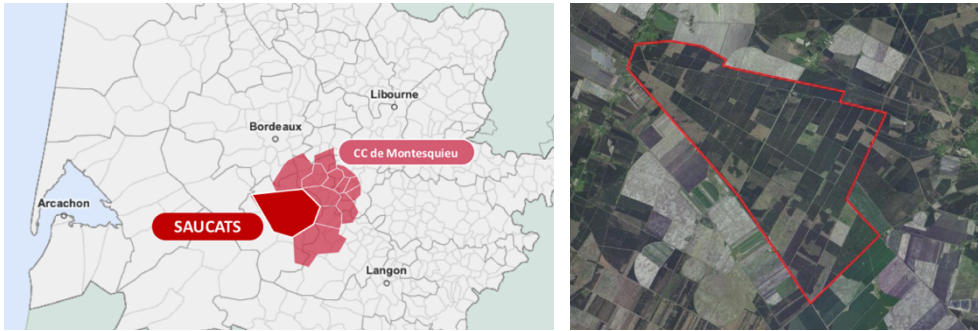 Libourne
Bordeaux
CC de Montesquieu
Arcachon
SAUCATS
Langon